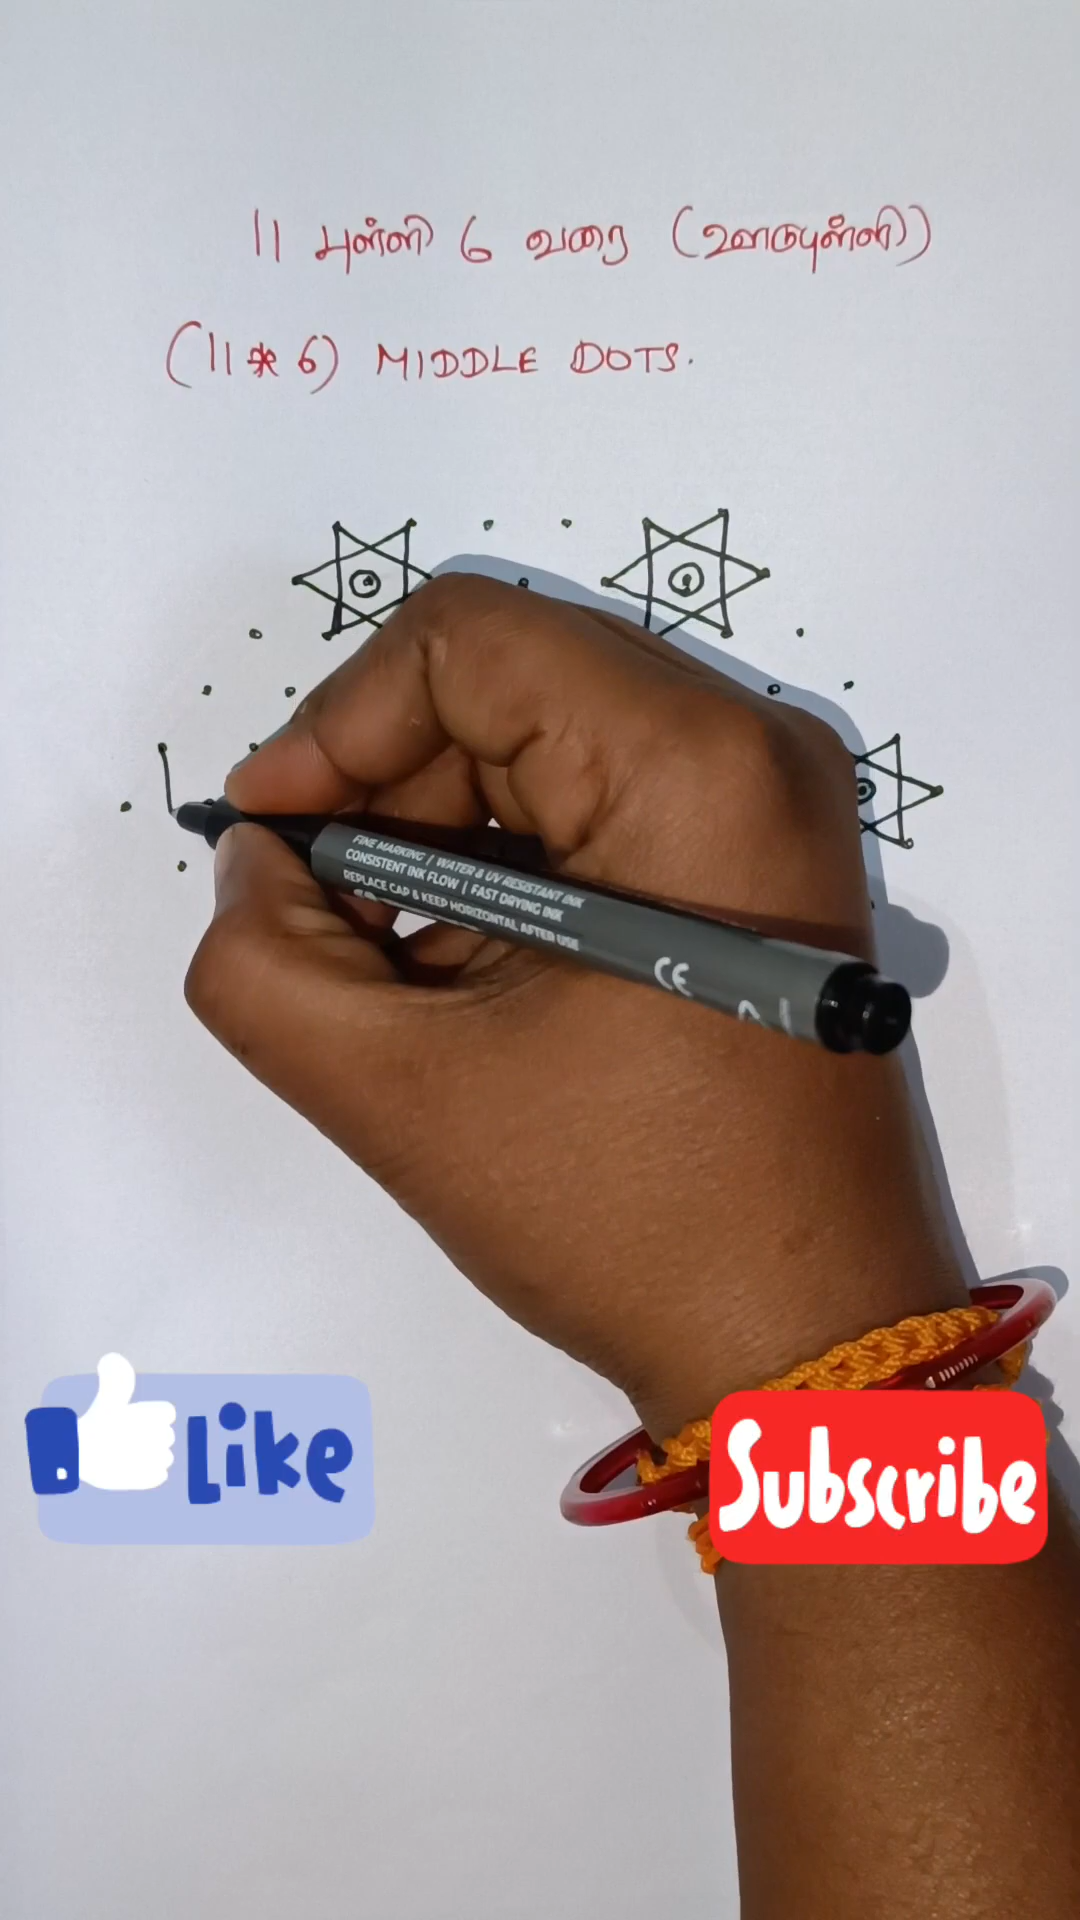 11 புள்ளி 6 வரை (ஊடுபுள்ளி)
(11*6) MIDDLE DOTS.
FINE MARKING | WATER & UV RESISTANT INK
CONSISTENT INK FLOW | FAST DRYING INK
REPLACE CAP & KEEP HORIZONTAL AFTER USE
CE
Like
Subscribe